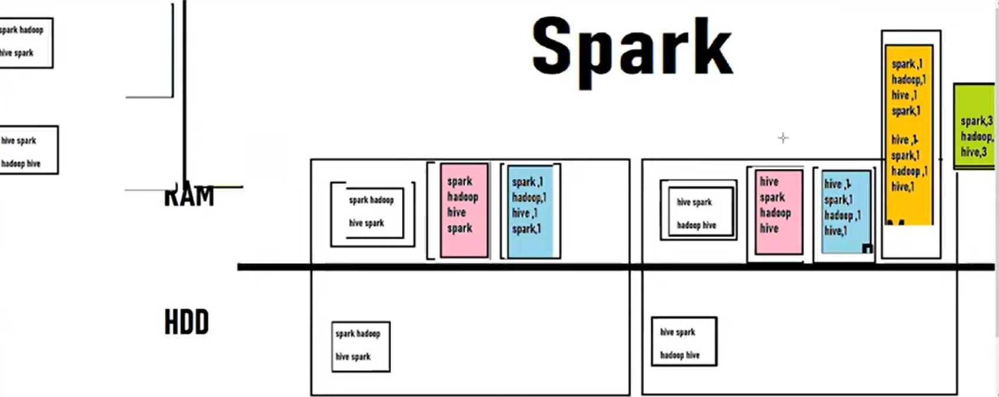 Spark
spark hadoop
hive spark
hive spark
hadoop hive
RAM
HDD
spark hadoop
hive spark
spark
hadoop
hive
spark
spark ,1
hadoop,1
hive ,1
spark,1
hive spark
hadoop hive
hive
spark
hadoop
hive
hive ,1
spark,1
hadoop ,1
hive,1
spark ,1
hadoop,1
hive ,1
spark,1
hive ,1
spark,1
hadoop ,1
hive,1
spark,3
hadoop,
hive,3
spark hadoop
hive spark
hive spark
hadoop hive